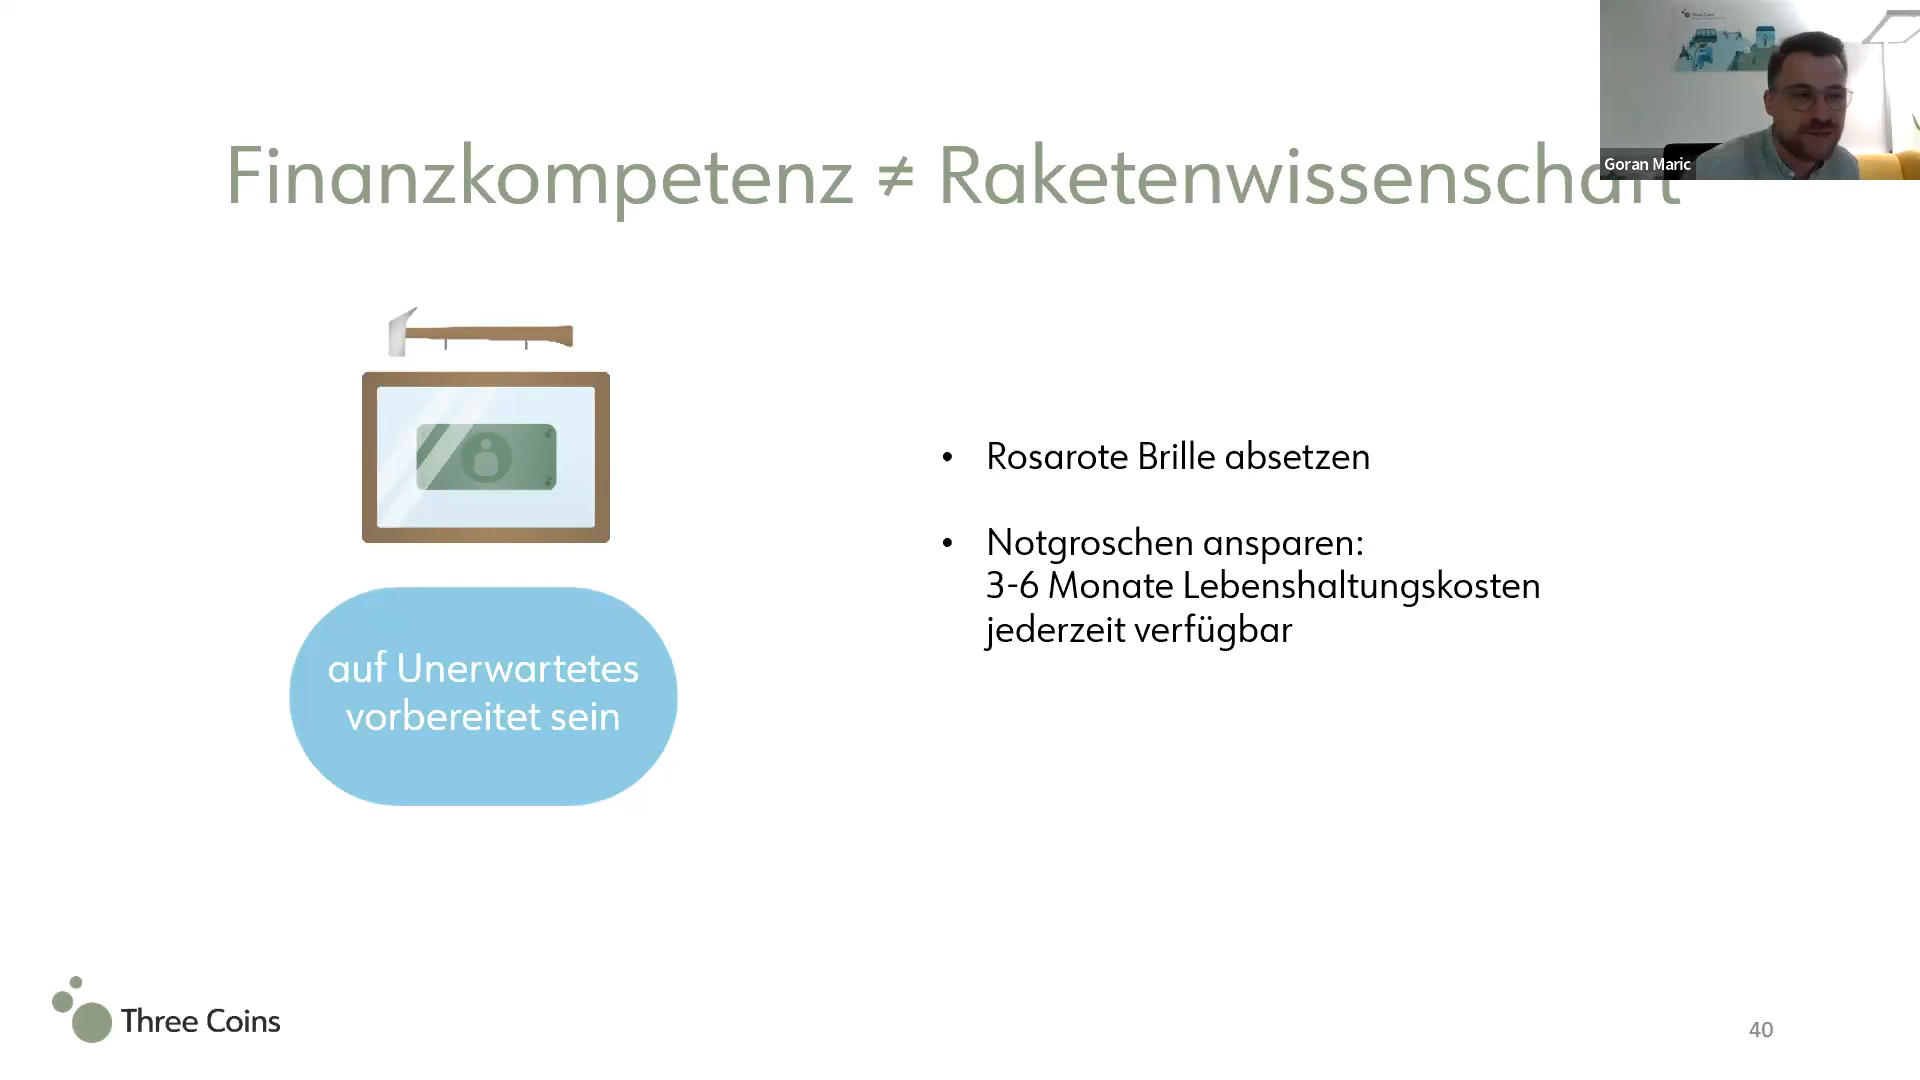 Finanzkompetenz ≠ Raketenwissenschaft
Goran Maric
• Rosarote Brille absetzen
• Notgroschen ansparen:
3-6 Monate Lebenshaltungskosten
jederzeit verfügbar
auf Unerwartetes
vorbereitet sein
Three Coins
40